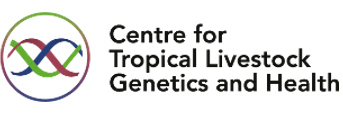 Centre for
Tropical Livestock
Genetics and Health